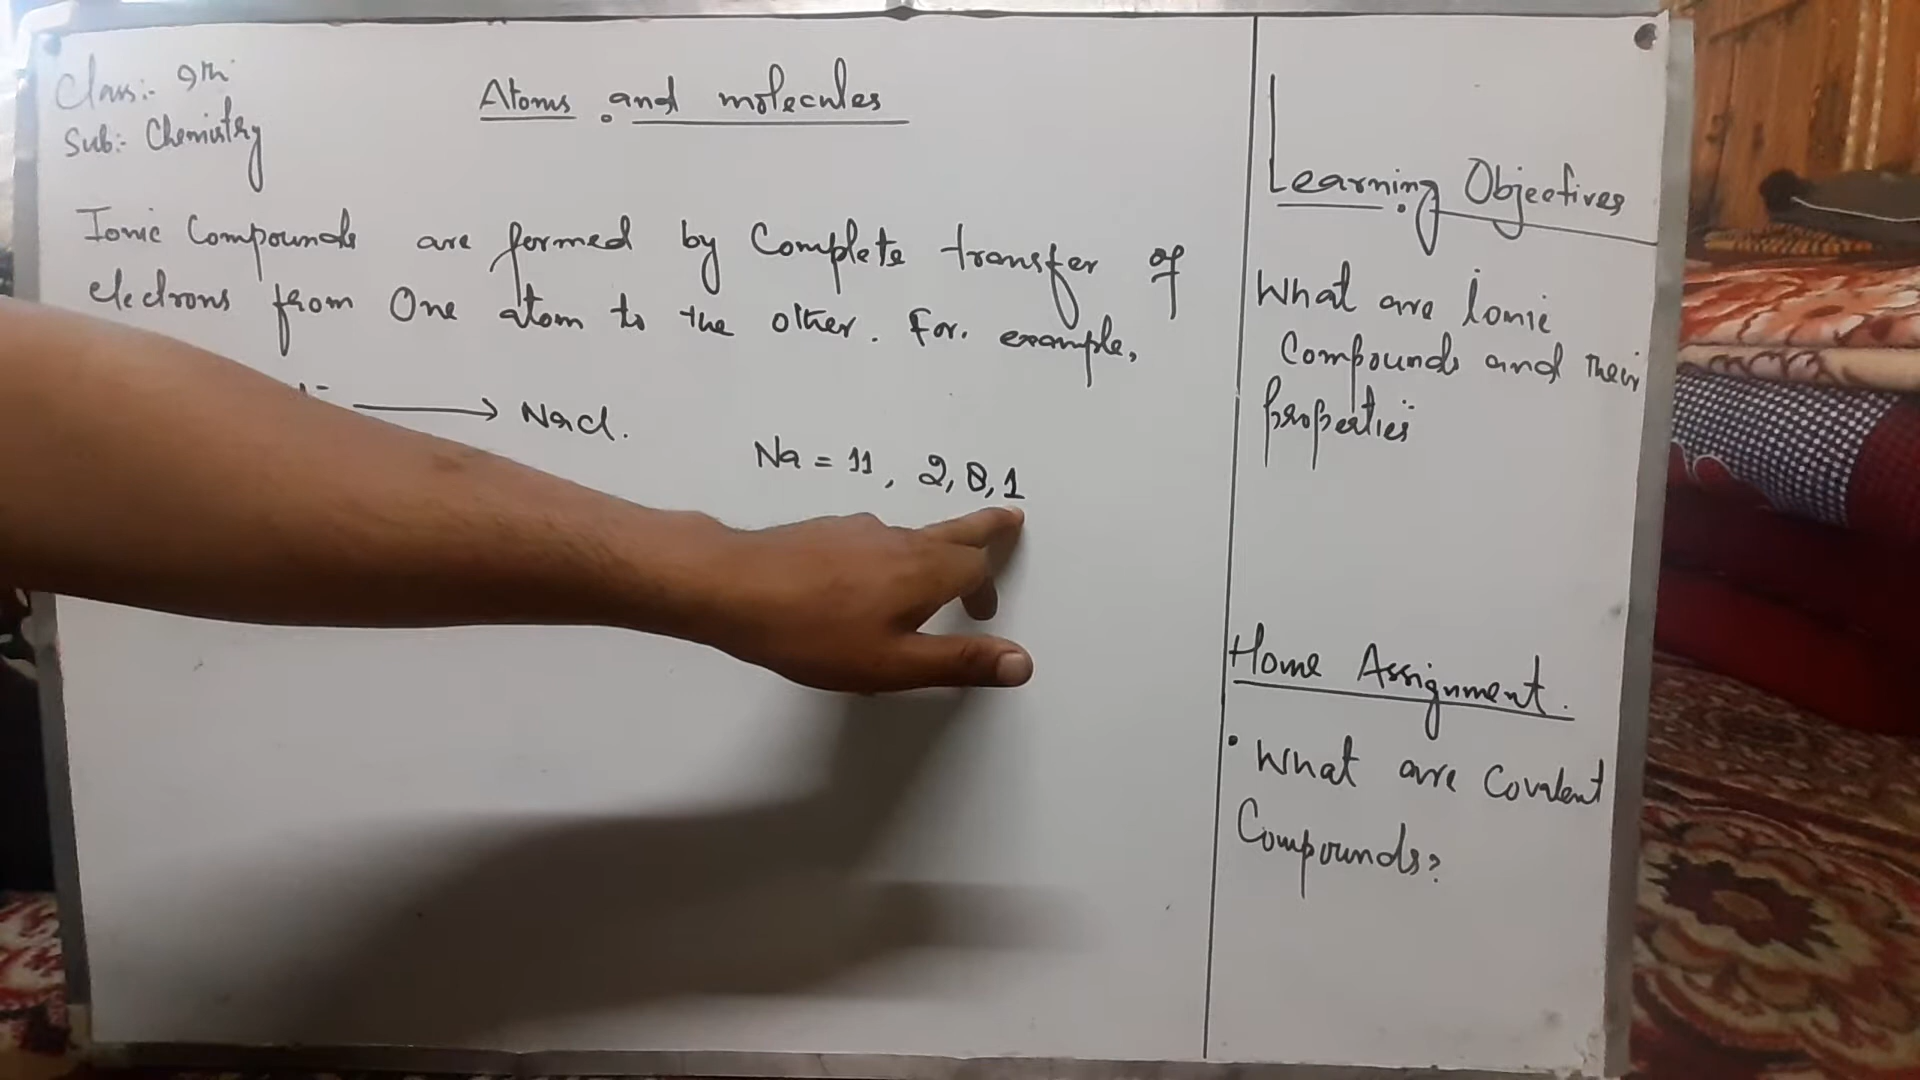 Class:- 9th
Sub:- Chemistry
Atoms and molecules
Ionic Compounds are formed by Complete transfer of
electrons from One atom to the other. For. example,
⟶ Nacl.
Na = 11, 2, 8, 1
Learning Objectives
What are Ionic
Compounds and their
properties
Home Assignment.
• What are Covalent
Compounds?